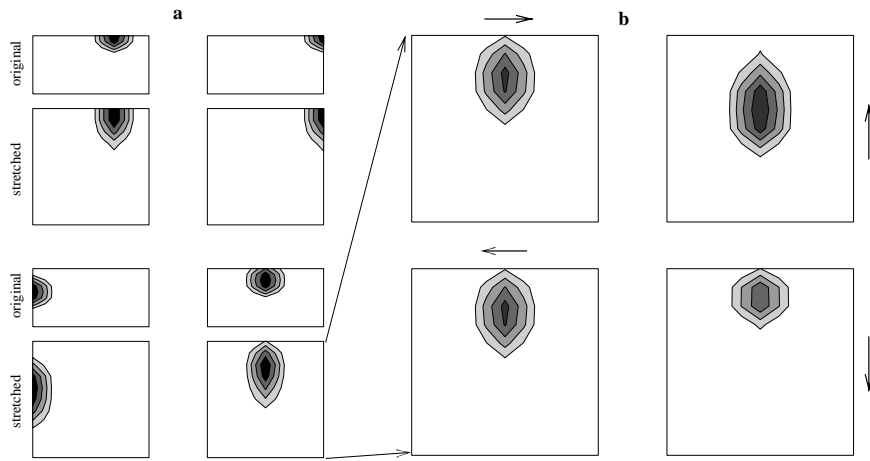 a
b
original
stretched
original
stretched